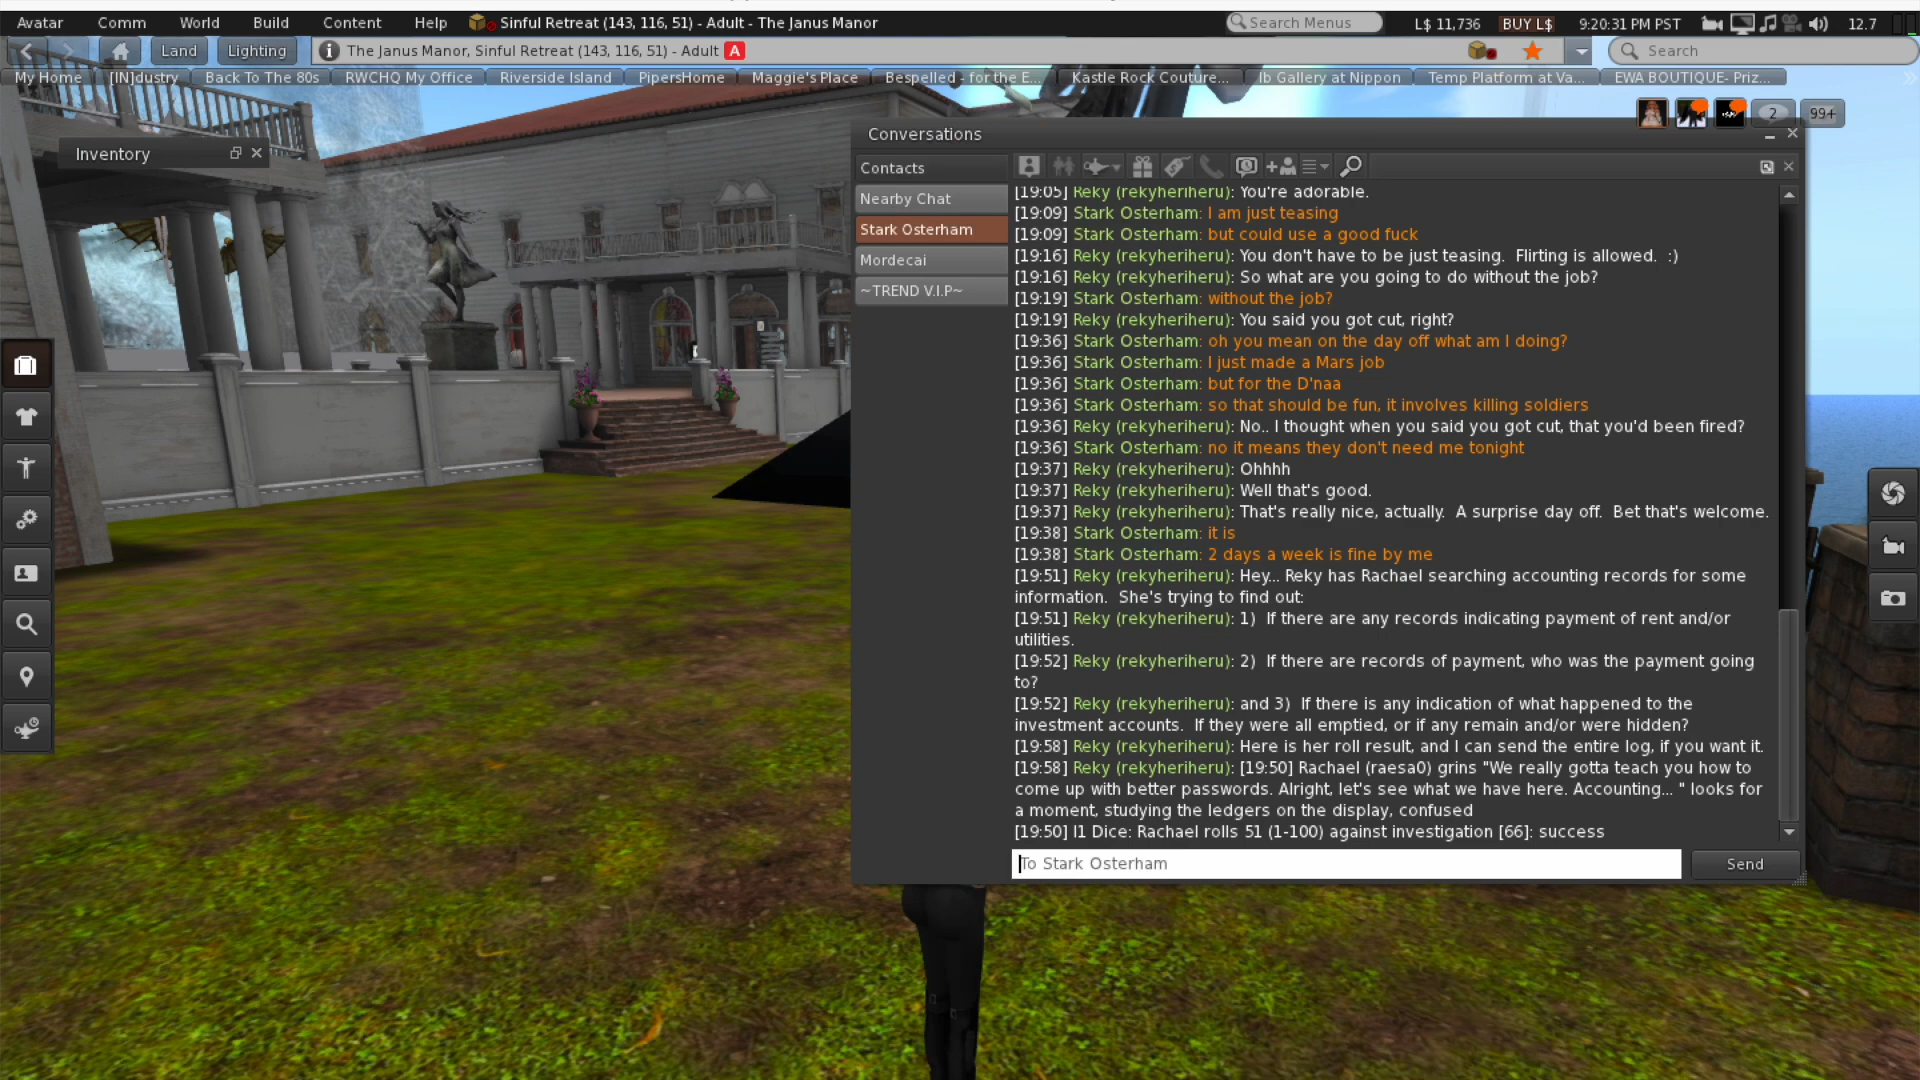 Avatar Comm World Build Content Help Sinful Retreat (143, 116, 51) - Adult - The Janus Manor Search Menus L$ 11,736 BUY L$ 9:20:31 PM PST 12.7
Land Lighting The Janus Manor, Sinful Retreat (143, 116, 51) - Adult A Search
My Home [IN]dustry Back To The 80s RWCHQ My Office Riverside Island PipersHome Maggie's Place Bespelled - for the E... Kastle Rock Couture... Ib Gallery at Nippon Temp Platform at Va... EWA BOUTIQUE- Priz...
2 99+
Inventory
Conversations
Contacts
Nearby Chat
Stark Osterham
Mordecai
~TREND V.I.P~
[19:05] Reky (rekyheriheru): You're adorable.
[19:09] Stark Osterham: I am just teasing
[19:09] Stark Osterham: but could use a good fuck
[19:16] Reky (rekyheriheru): You don't have to be just teasing. Flirting is allowed. :)
[19:16] Reky (rekyheriheru): So what are you going to do without the job?
[19:19] Stark Osterham: without the job?
[19:19] Reky (rekyheriheru): You said you got cut, right?
[19:36] Stark Osterham: oh you mean on the day off what am I doing?
[19:36] Stark Osterham: I just made a Mars job
[19:36] Stark Osterham: but for the D'naa
[19:36] Stark Osterham: so that should be fun, it involves killing soldiers
[19:36] Reky (rekyheriheru): No.. I thought when you said you got cut, that you'd been fired?
[19:36] Stark Osterham: no it means they don't need me tonight
[19:37] Reky (rekyheriheru): Ohhhh
[19:37] Reky (rekyheriheru): Well that's good.
[19:37] Reky (rekyheriheru): That's really nice, actually. A surprise day off. Bet that's welcome.
[19:38] Stark Osterham: it is
[19:38] Stark Osterham: 2 days a week is fine by me
[19:51] Reky (rekyheriheru): Hey... Reky has Rachael searching accounting records for some
information. She's trying to find out:
[19:51] Reky (rekyheriheru): 1) If there are any records indicating payment of rent and/or
utilities.
[19:52] Reky (rekyheriheru): 2) If there are records of payment, who was the payment going
to?
[19:52] Reky (rekyheriheru): and 3) If there is any indication of what happened to the
investment accounts. If they were all emptied, or if any remain and/or were hidden?
[19:58] Reky (rekyheriheru): Here is her roll result, and I can send the entire log, if you want it.
[19:58] Reky (rekyheriheru): [19:50] Rachael (raesa0) grins "We really gotta teach you how to
come up with better passwords. Alright, let's see what we have here. Accounting... " looks for
a moment, studying the ledgers on the display, confused
[19:50] I1 Dice: Rachael rolls 51 (1-100) against investigation [66]: success
To Stark Osterham
Send